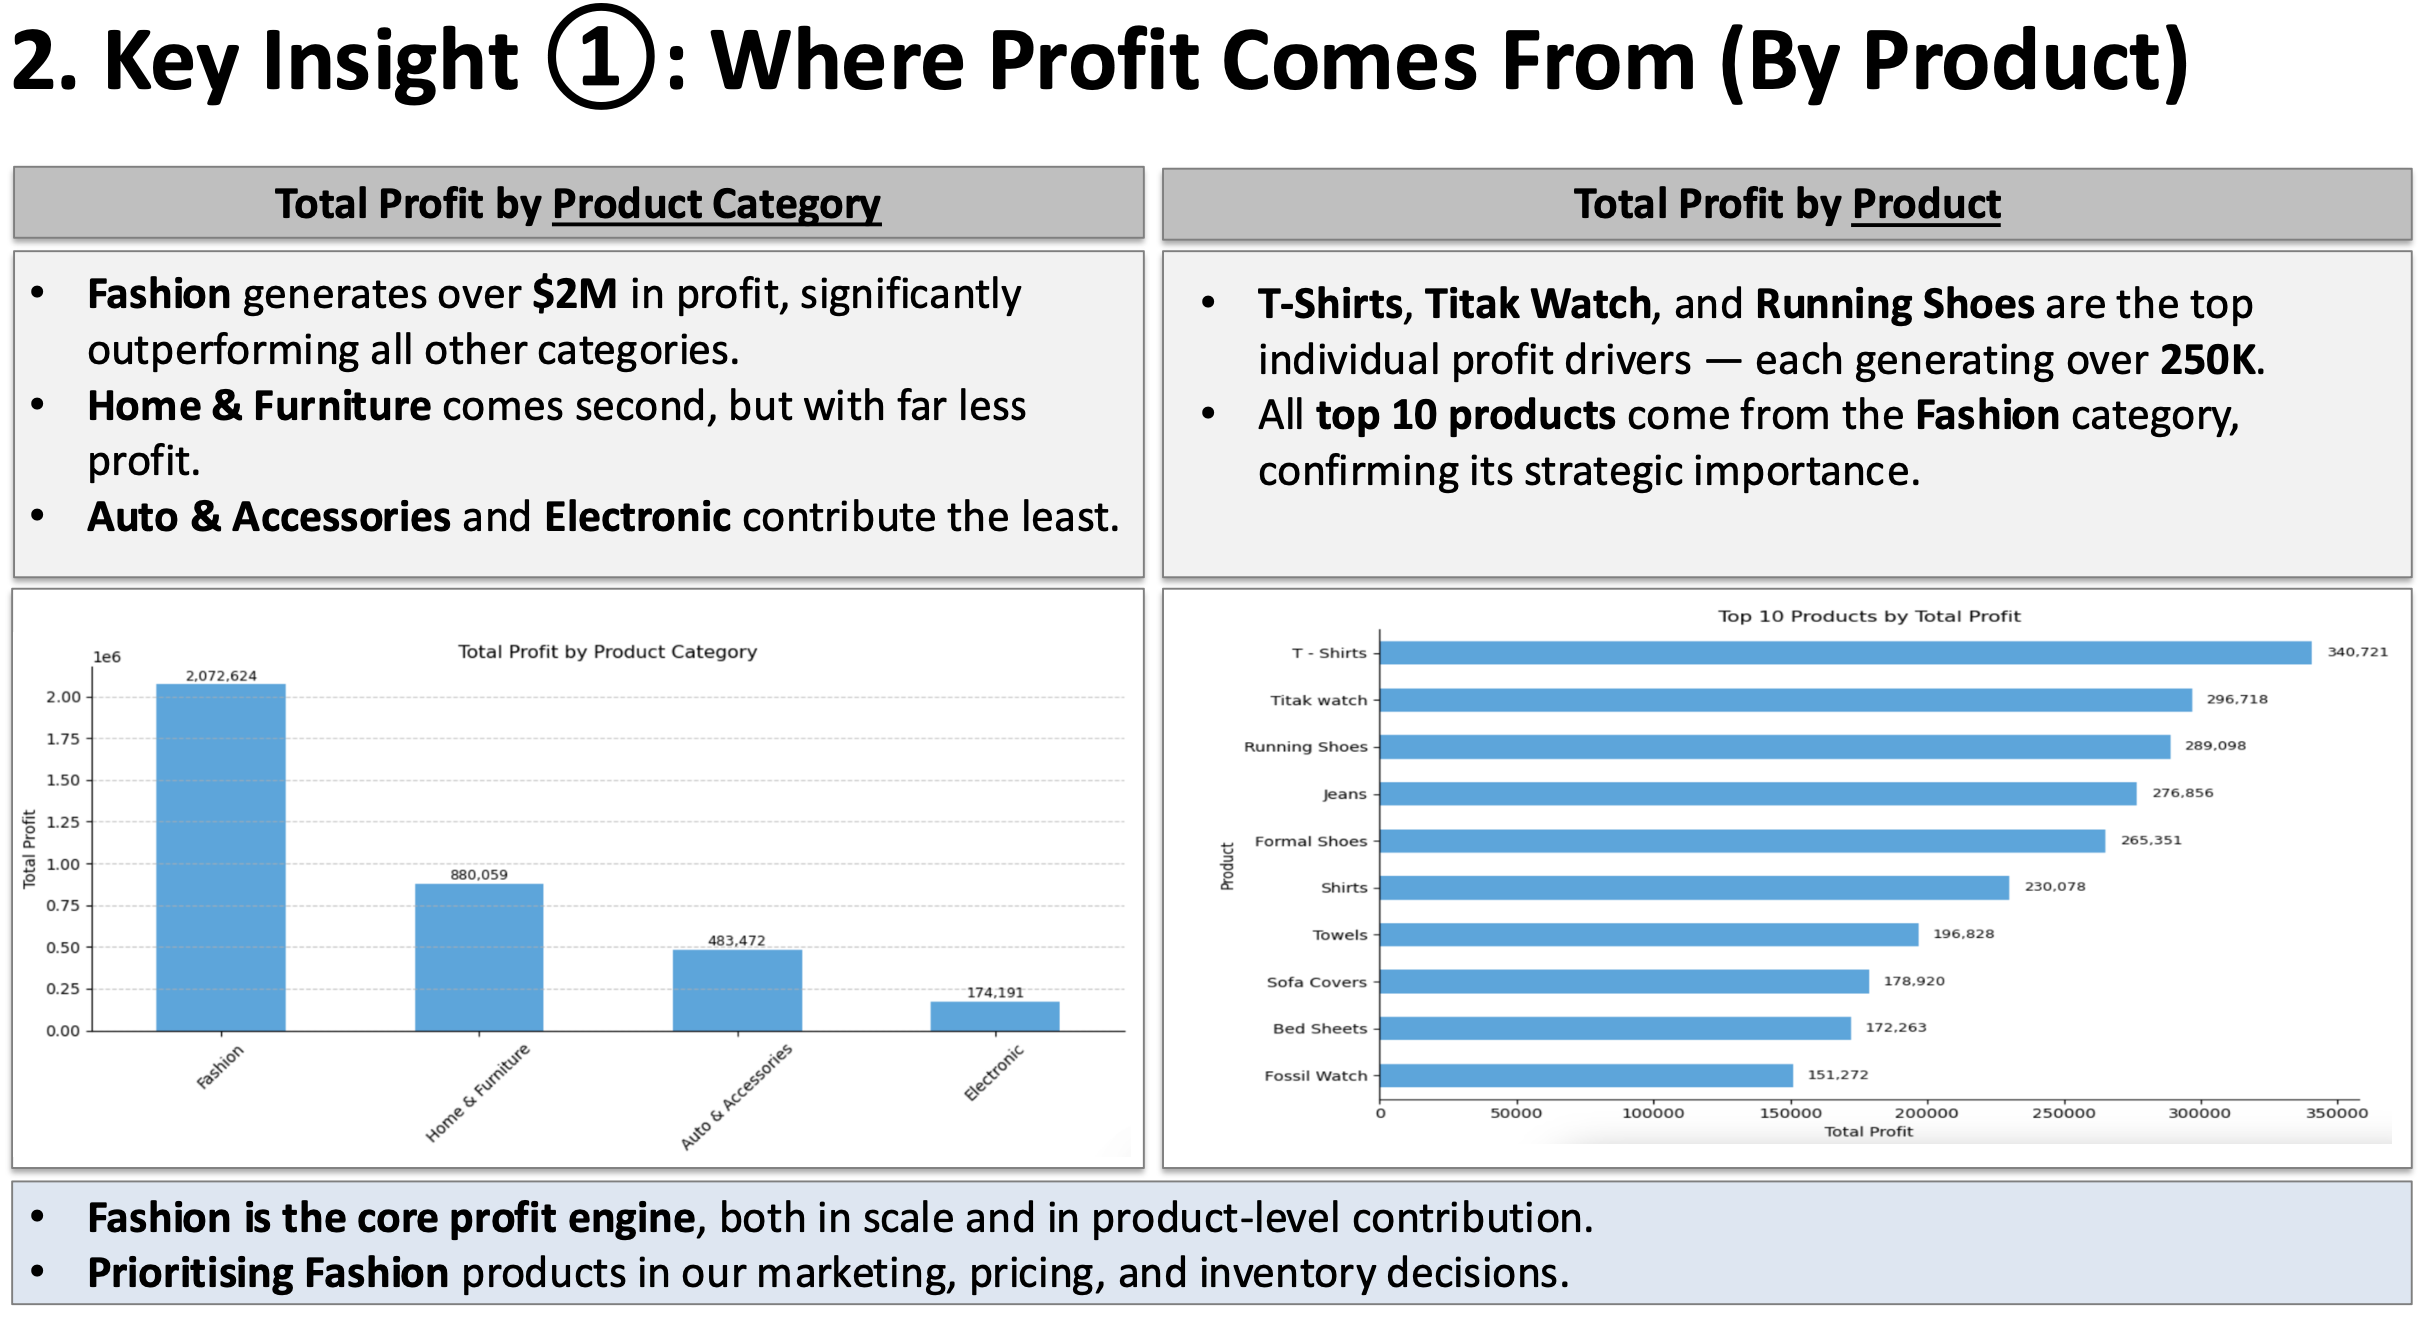 2. Key Insight ①: Where Profit Comes From (By Product)
Total Profit by Product Category
• Fashion generates over $2M in profit, significantly
outperforming all other categories.
• Home & Furniture comes second, but with far less
profit.
• Auto & Accessories and Electronic contribute the least.
Total Profit by Product Category
1e6
Total Profit
2.00
1.75
1.50
1.25
1.00
0.75
0.50
0.25
0.00
2,072,624
880,059
483,472
174,191
Fashion
Home & Furniture
Auto & Accessories
Electronic
Total Profit by Product
• T-Shirts, Titak Watch, and Running Shoes are the top
individual profit drivers — each generating over 250K.
• All top 10 products come from the Fashion category,
confirming its strategic importance.
Top 10 Products by Total Profit
Product
T - Shirts 340,721
Titak watch 296,718
Running Shoes 289,098
Jeans 276,856
Formal Shoes 265,351
Shirts 230,078
Towels 196,828
Sofa Covers 178,920
Bed Sheets 172,263
Fossil Watch 151,272
0 50000 100000 150000 200000 250000 300000 350000
Total Profit
• Fashion is the core profit engine, both in scale and in product-level contribution.
• Prioritising Fashion products in our marketing, pricing, and inventory decisions.